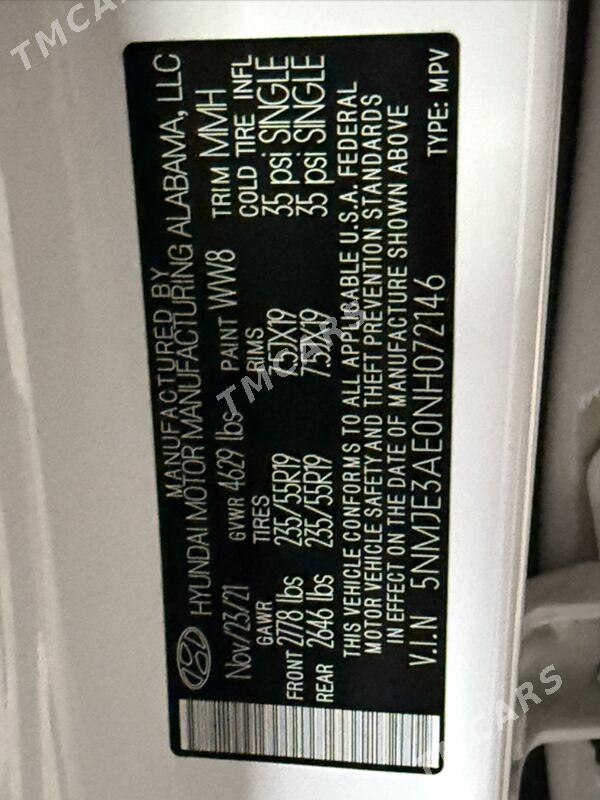 MANUFACTURED BY
HYUNDAI MOTOR MANUFACTURING ALABAMA, LLC
Nov/23/21 GVWR 4629 lbs PAINT WW8 TRIM MMH
GAWR TIRES RIMS COLD TIRE INFL
FRONT 2778 lbs 235/55R19 7.5JX19 35 psi SINGLE
REAR 2646 lbs 235/55R19 7.5JX19 35 psi SINGLE
THIS VEHICLE CONFORMS TO ALL APPLICABLE U.S.A. FEDERAL
MOTOR VEHICLE SAFETY AND THEFT PREVENTION STANDARDS
IN EFFECT ON THE DATE OF MANUFACTURE SHOWN ABOVE
V.I.N 5NMJE3AE0NH072146 TYPE: MPV
TMCARS
TMCARS
TMCARS